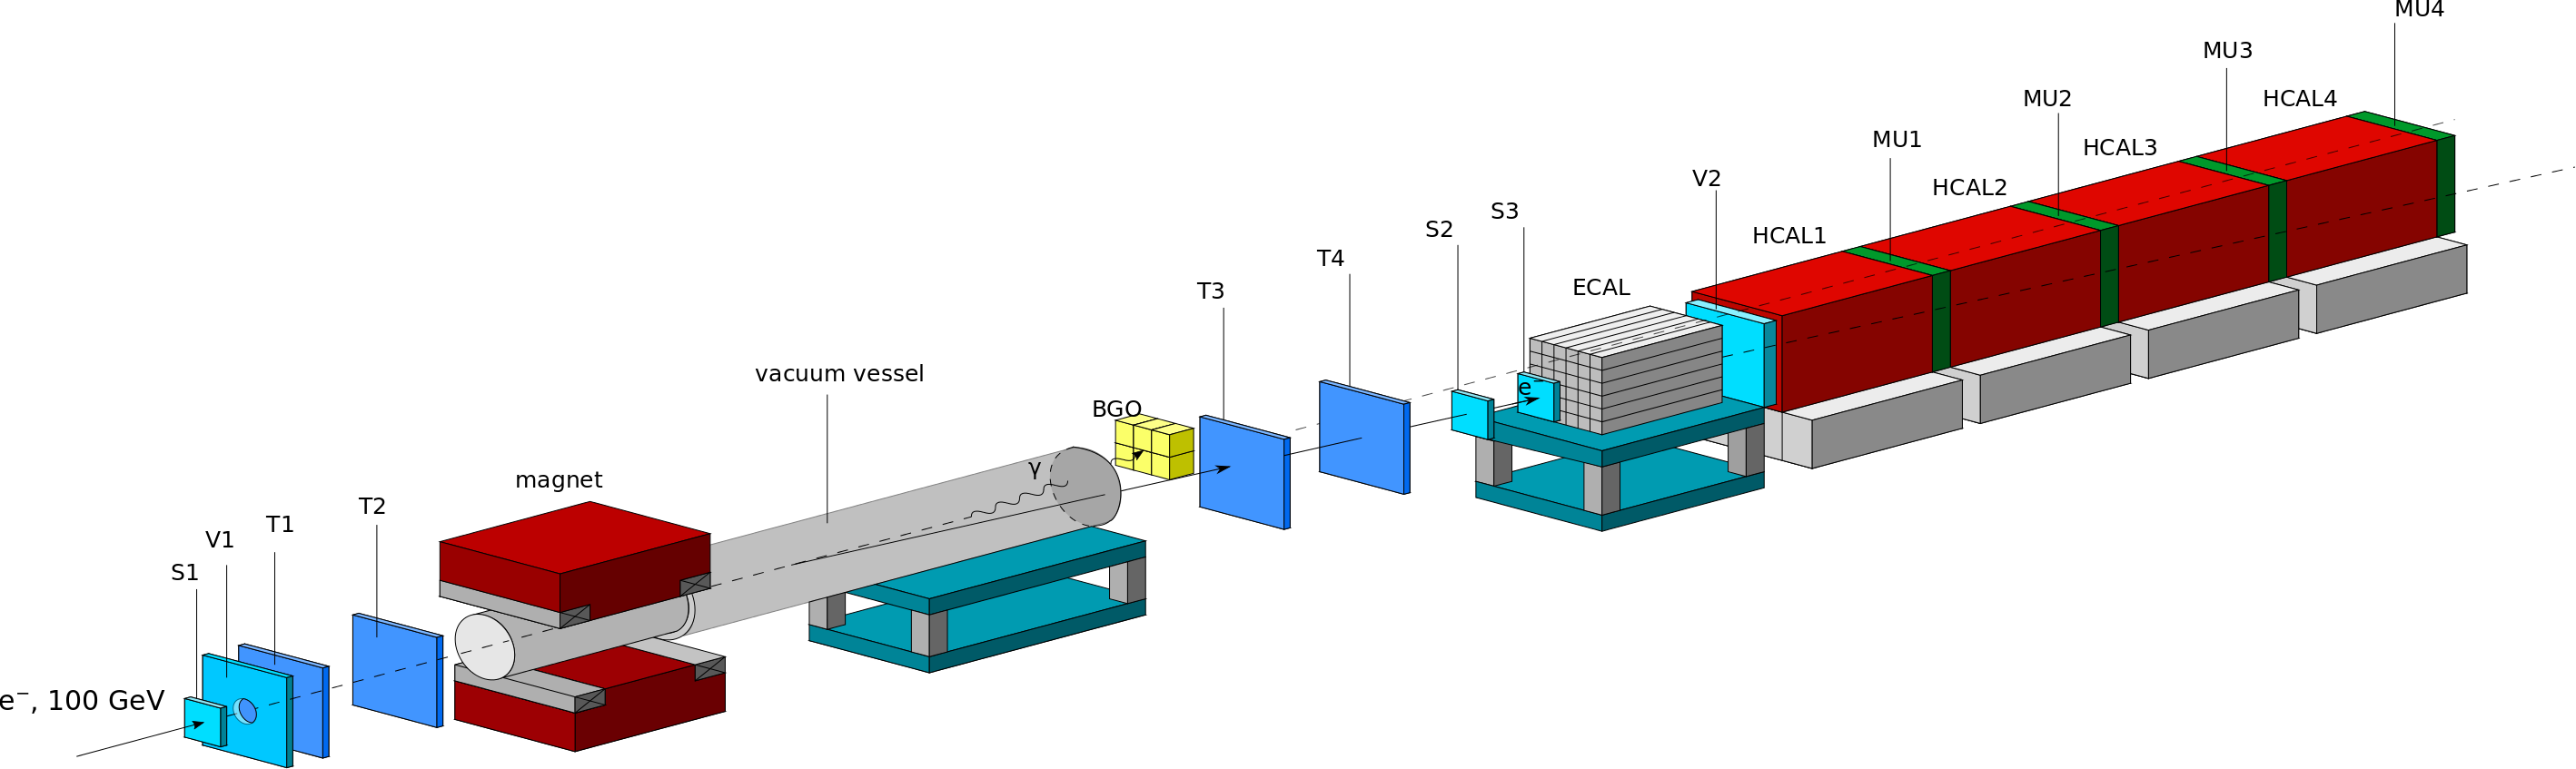 e⁻, 100 GeV
S1
V1
T1
T2
magnet
vacuum vessel
γ
BGO
T3
T4
S2
S3
e⁻
ECAL
V2
HCAL1
MU1
HCAL2
MU2
HCAL3
MU3
HCAL4
MU4